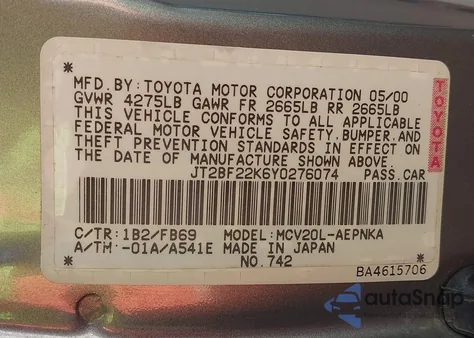 MFD.BY: TOYOTA MOTOR CORPORATION 05/00
GVWR 4275LB GAWR FR 2665LB RR 2665LB
THIS VEHICLE CONFORMS TO ALL APPLICABLE
FEDERAL MOTOR VEHICLE SAFETY,BUMPER,AND
THEFT PREVENTION STANDARDS IN EFFECT ON
THE DATE OF MANUFACTURE SHOWN ABOVE.
JT2BF22K6Y0276074 PASS.CAR
TOYOTA
C/TR: 1B2/FB69 MODEL: MCV20L-AEPNKA
A/TM: -01A/A541E MADE IN JAPAN
NO.742
BA4615706
autoSnap